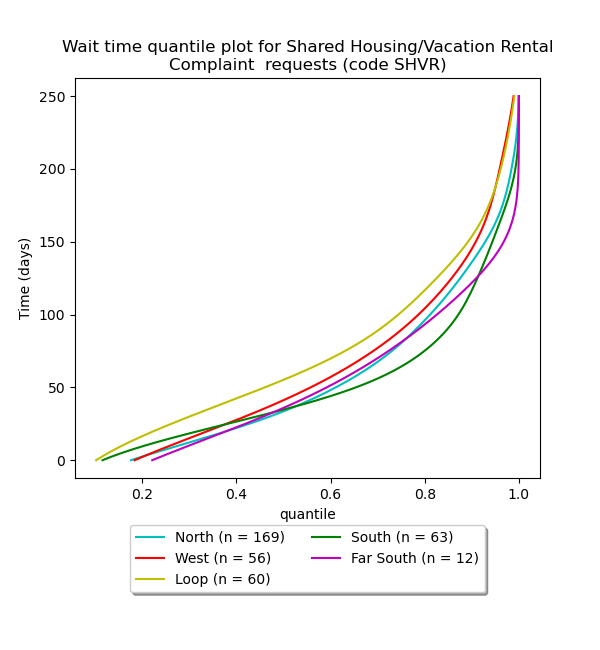 Wait time quantile plot for Shared Housing/Vacation Rental
Complaint  requests (code SHVR)
250
200
150
100
50
0
Time (days)
0.2
0.4
0.6
0.8
1.0
quantile
North (n = 169)
West (n = 56)
Loop (n = 60)
South (n = 63)
Far South (n = 12)